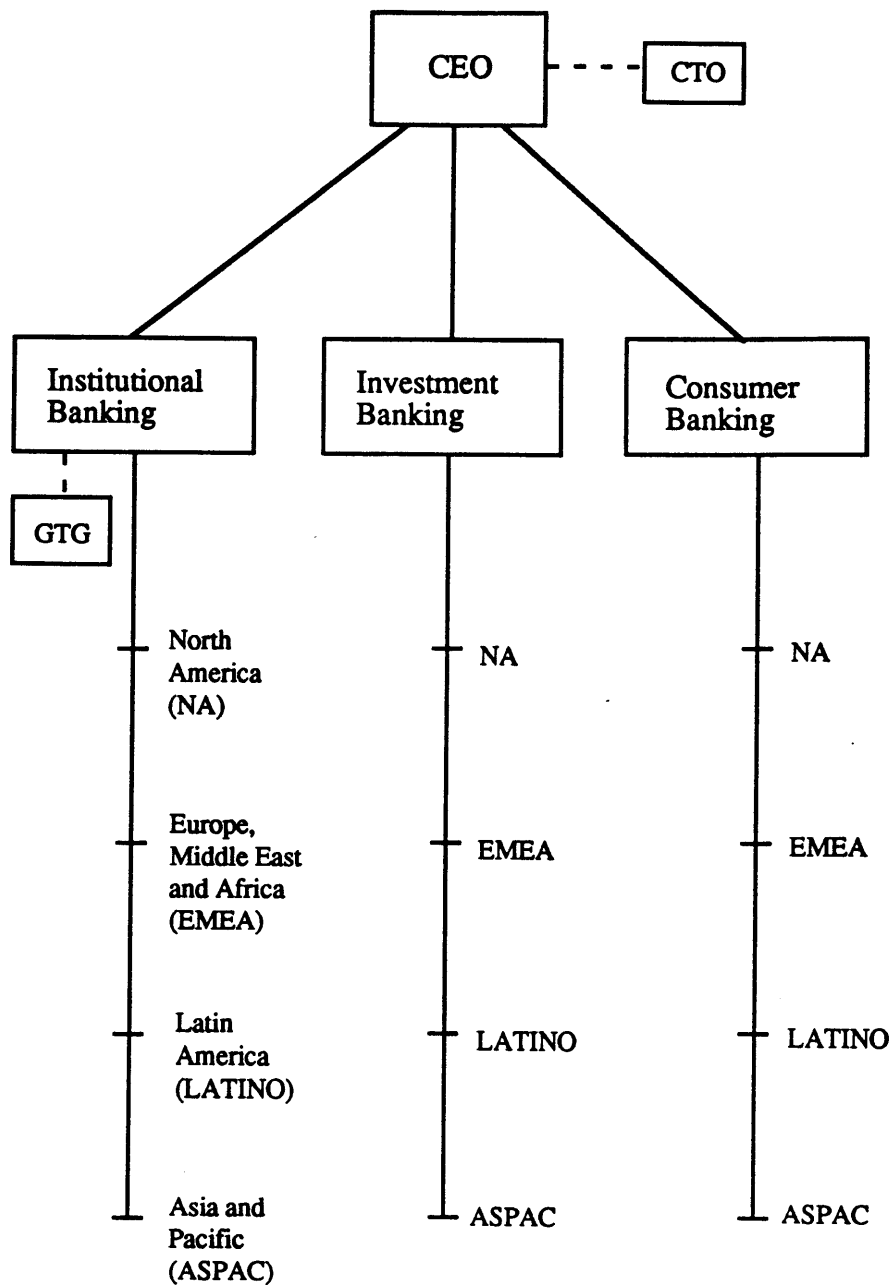 CEO
CTO
Institutional
Banking
Investment
Banking
Consumer
Banking
GTG
North
America
(NA)
NA
NA
Europe,
Middle East
and Africa
(EMEA)
EMEA
EMEA
Latin
America
(LATINO)
LATINO
LATINO
Asia and
Pacific
(ASPAC)
ASPAC
ASPAC